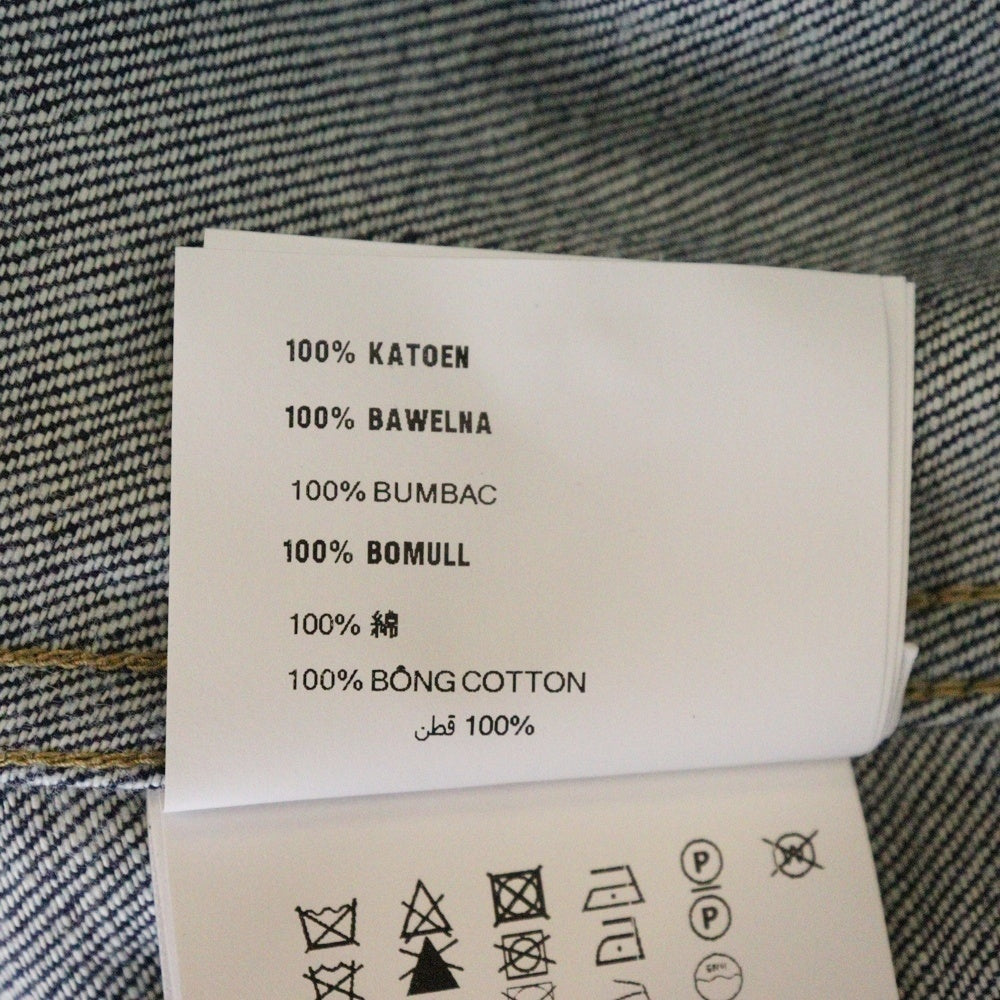 100% KATOEN
100% BAWELNA
100% BUMBAC
100% BOMULL
100% 綿
100% BÔNG COTTON
100% قطن
P
P
W